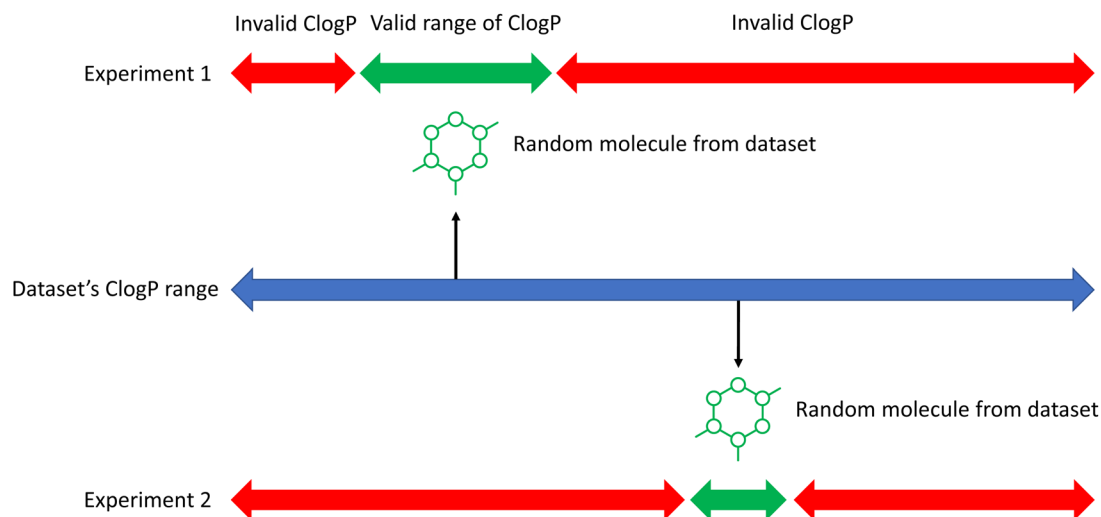 Invalid ClogP
Valid range of ClogP
Invalid ClogP
Experiment 1
Random molecule from dataset
Dataset’s ClogP range
Random molecule from dataset
Experiment 2